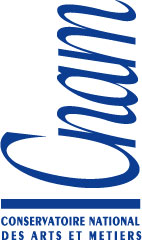 Cnam
CONSERVATOIRE NATIONAL
DES ARTS ET METIERS